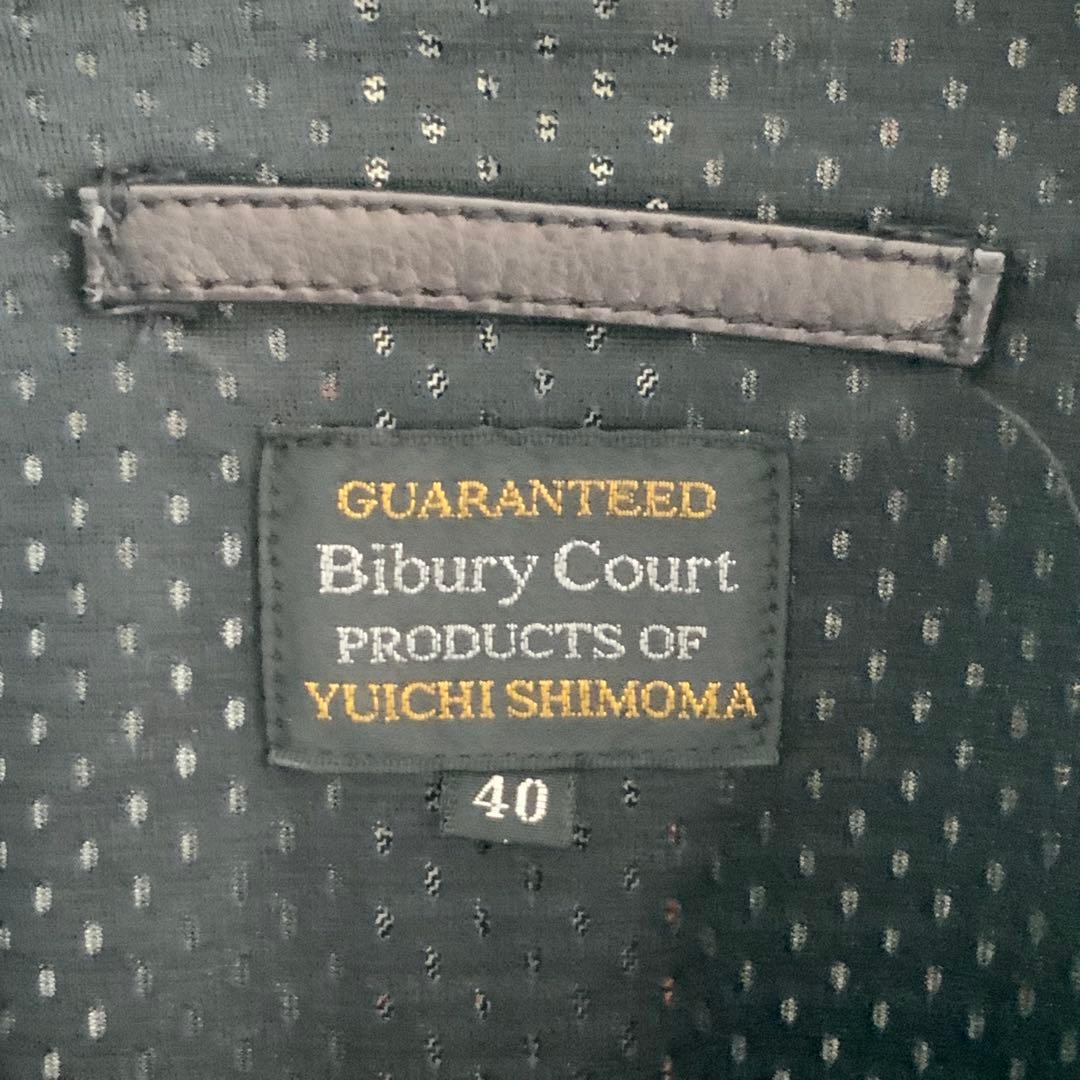 GUARANTEED
Bibury Court
PRODUCTS OF
YUICHI SHIMOMA
40